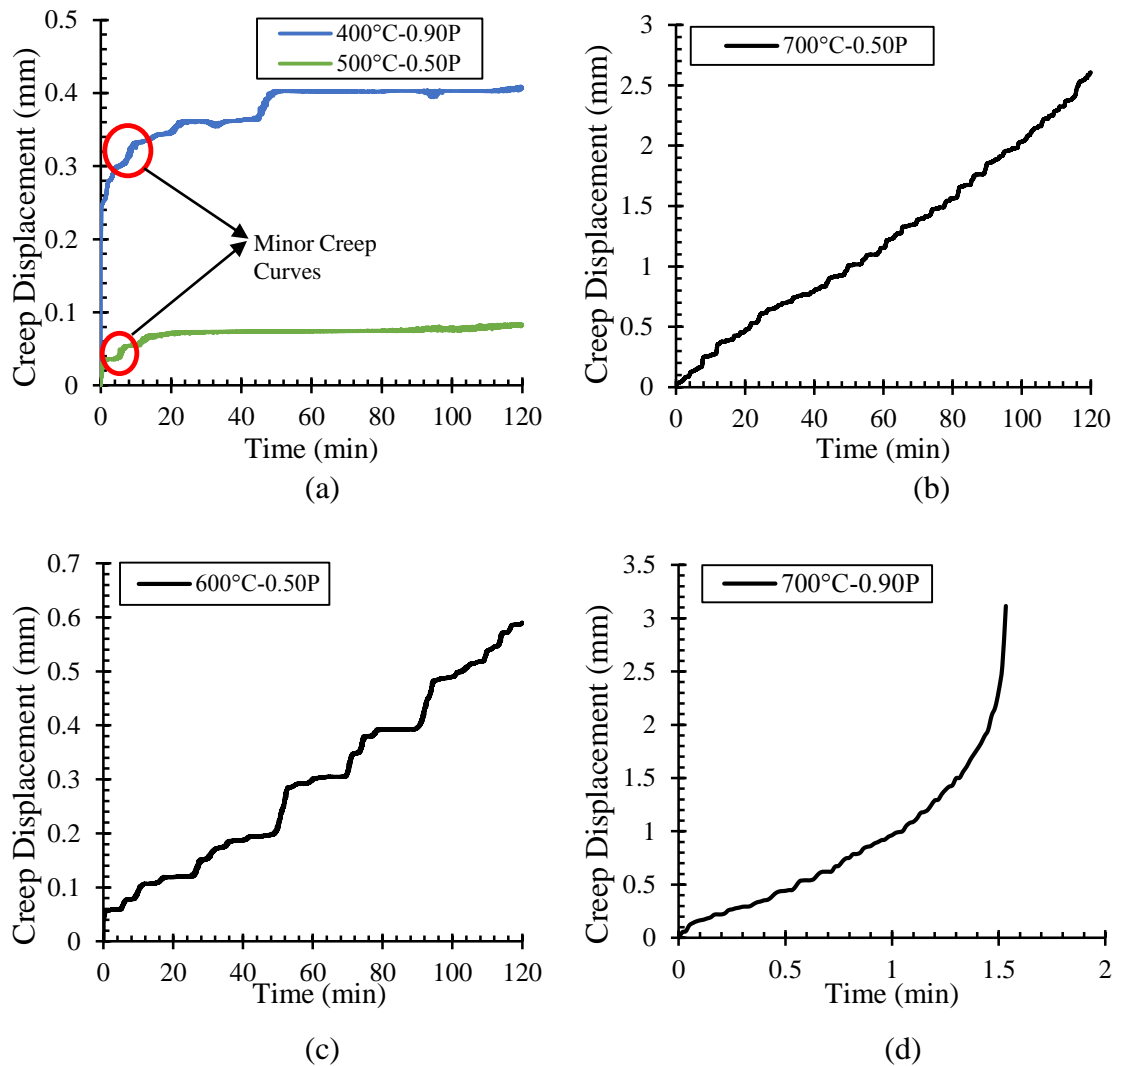 0.5
0.4
0.3
0.2
0.1
0
Creep Displacement (mm)
400°C-0.90P
500°C-0.50P
Minor Creep
Curves
0 20 40 60 80 100 120
Time (min)
(a)
3
2.5
2
1.5
1
0.5
0
Creep Displacement (mm)
700°C-0.50P
0 20 40 60 80 100 120
Time (min)
(b)
0.7
0.6
0.5
0.4
0.3
0.2
0.1
0
Creep Displacement (mm)
600°C-0.50P
0 20 40 60 80 100 120
Time (min)
(c)
3.5
3
2.5
2
1.5
1
0.5
0
Creep Displacement (mm)
700°C-0.90P
0 0.5 1 1.5 2
Time (min)
(d)